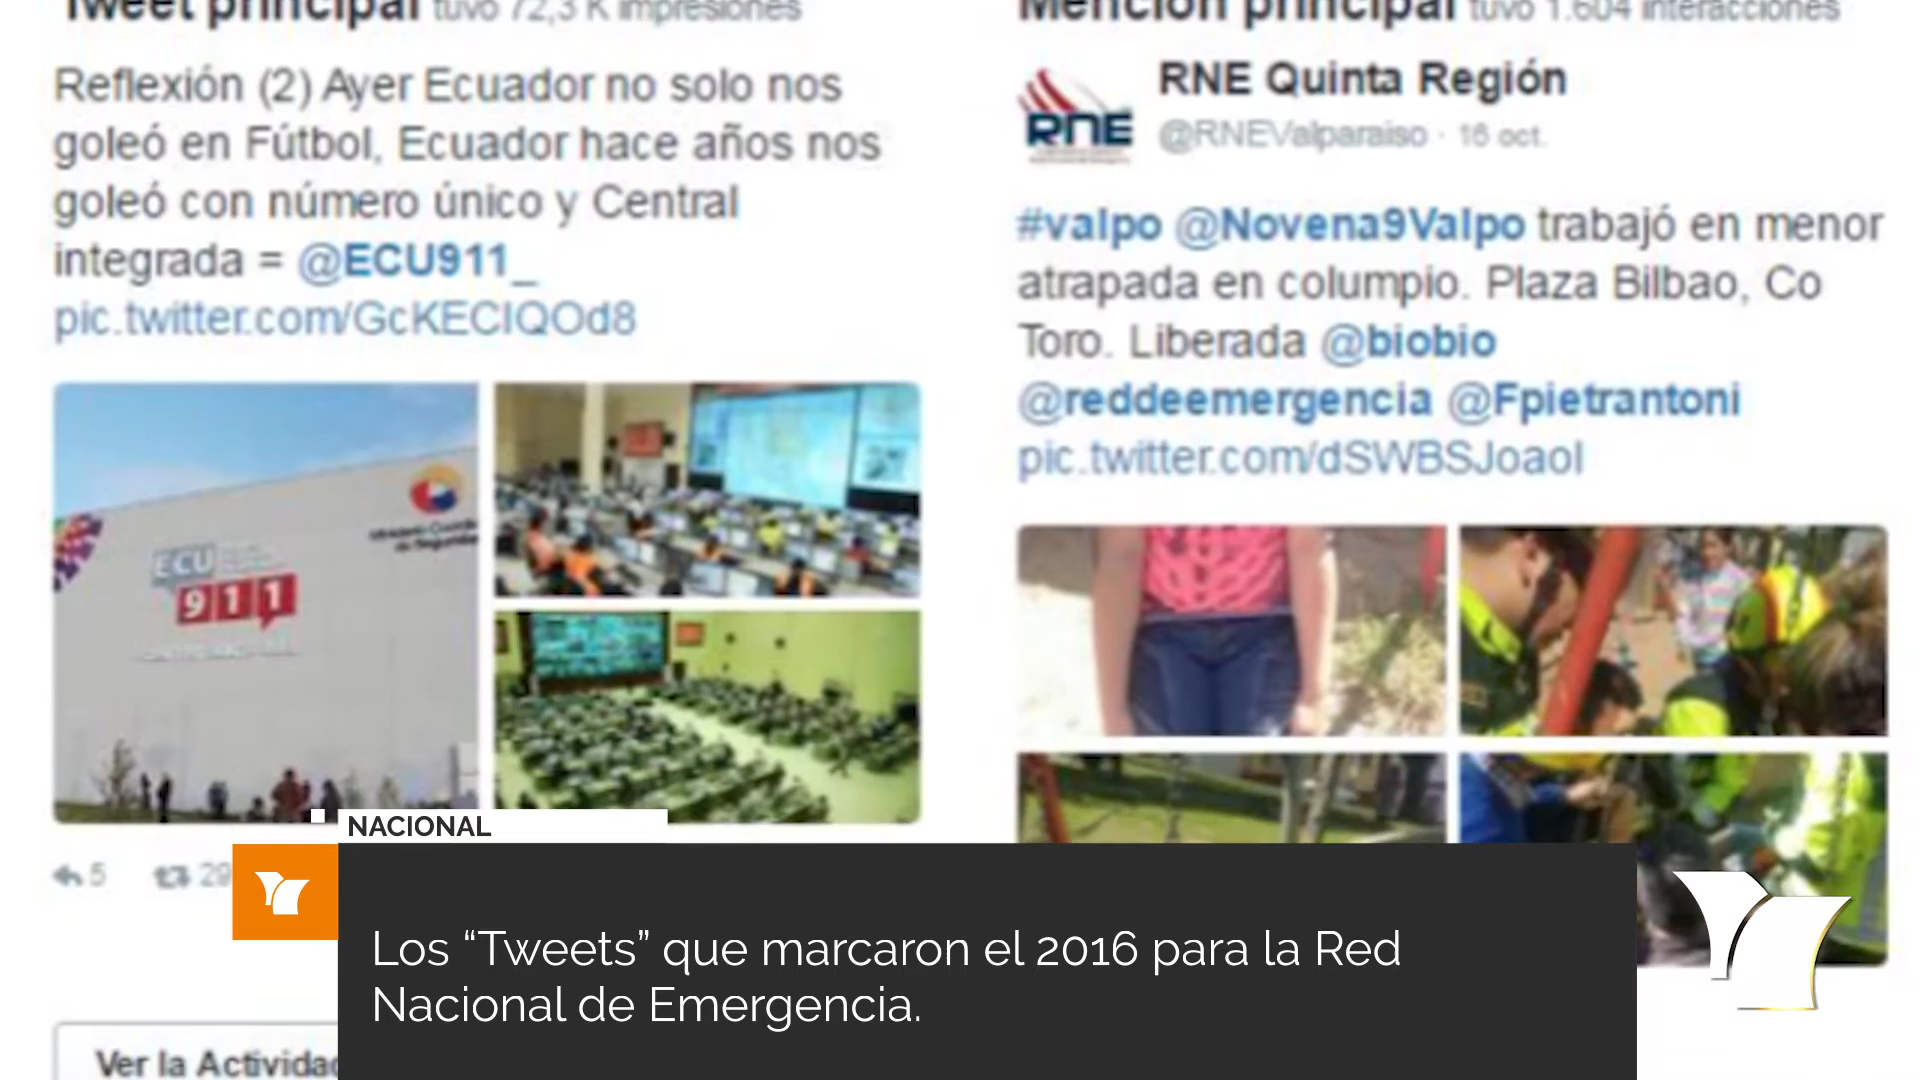 Tweet principal tuvo 72,3 K impresiones
Reflexión (2) Ayer Ecuador no solo nos
goleó en Fútbol, Ecuador hace años nos
goleó con número único y Central
integrada = @ECU911_
pic.twitter.com/GcKECIQOd8
ECU
911
5 29
Ver la Actividad
Mención principal tuvo 1.604 interacciones
RNE
RNE Quinta Región
@RNEValparaiso · 16 oct.
#valpo @Novena9Valpo trabajó en menor
atrapada en columpio. Plaza Bilbao, Co
Toro. Liberada @biobio
@reddeemergencia @Fpietrantoni
pic.twitter.com/dSWBSJoaoI
NACIONAL
Los “Tweets” que marcaron el 2016 para la Red
Nacional de Emergencia.